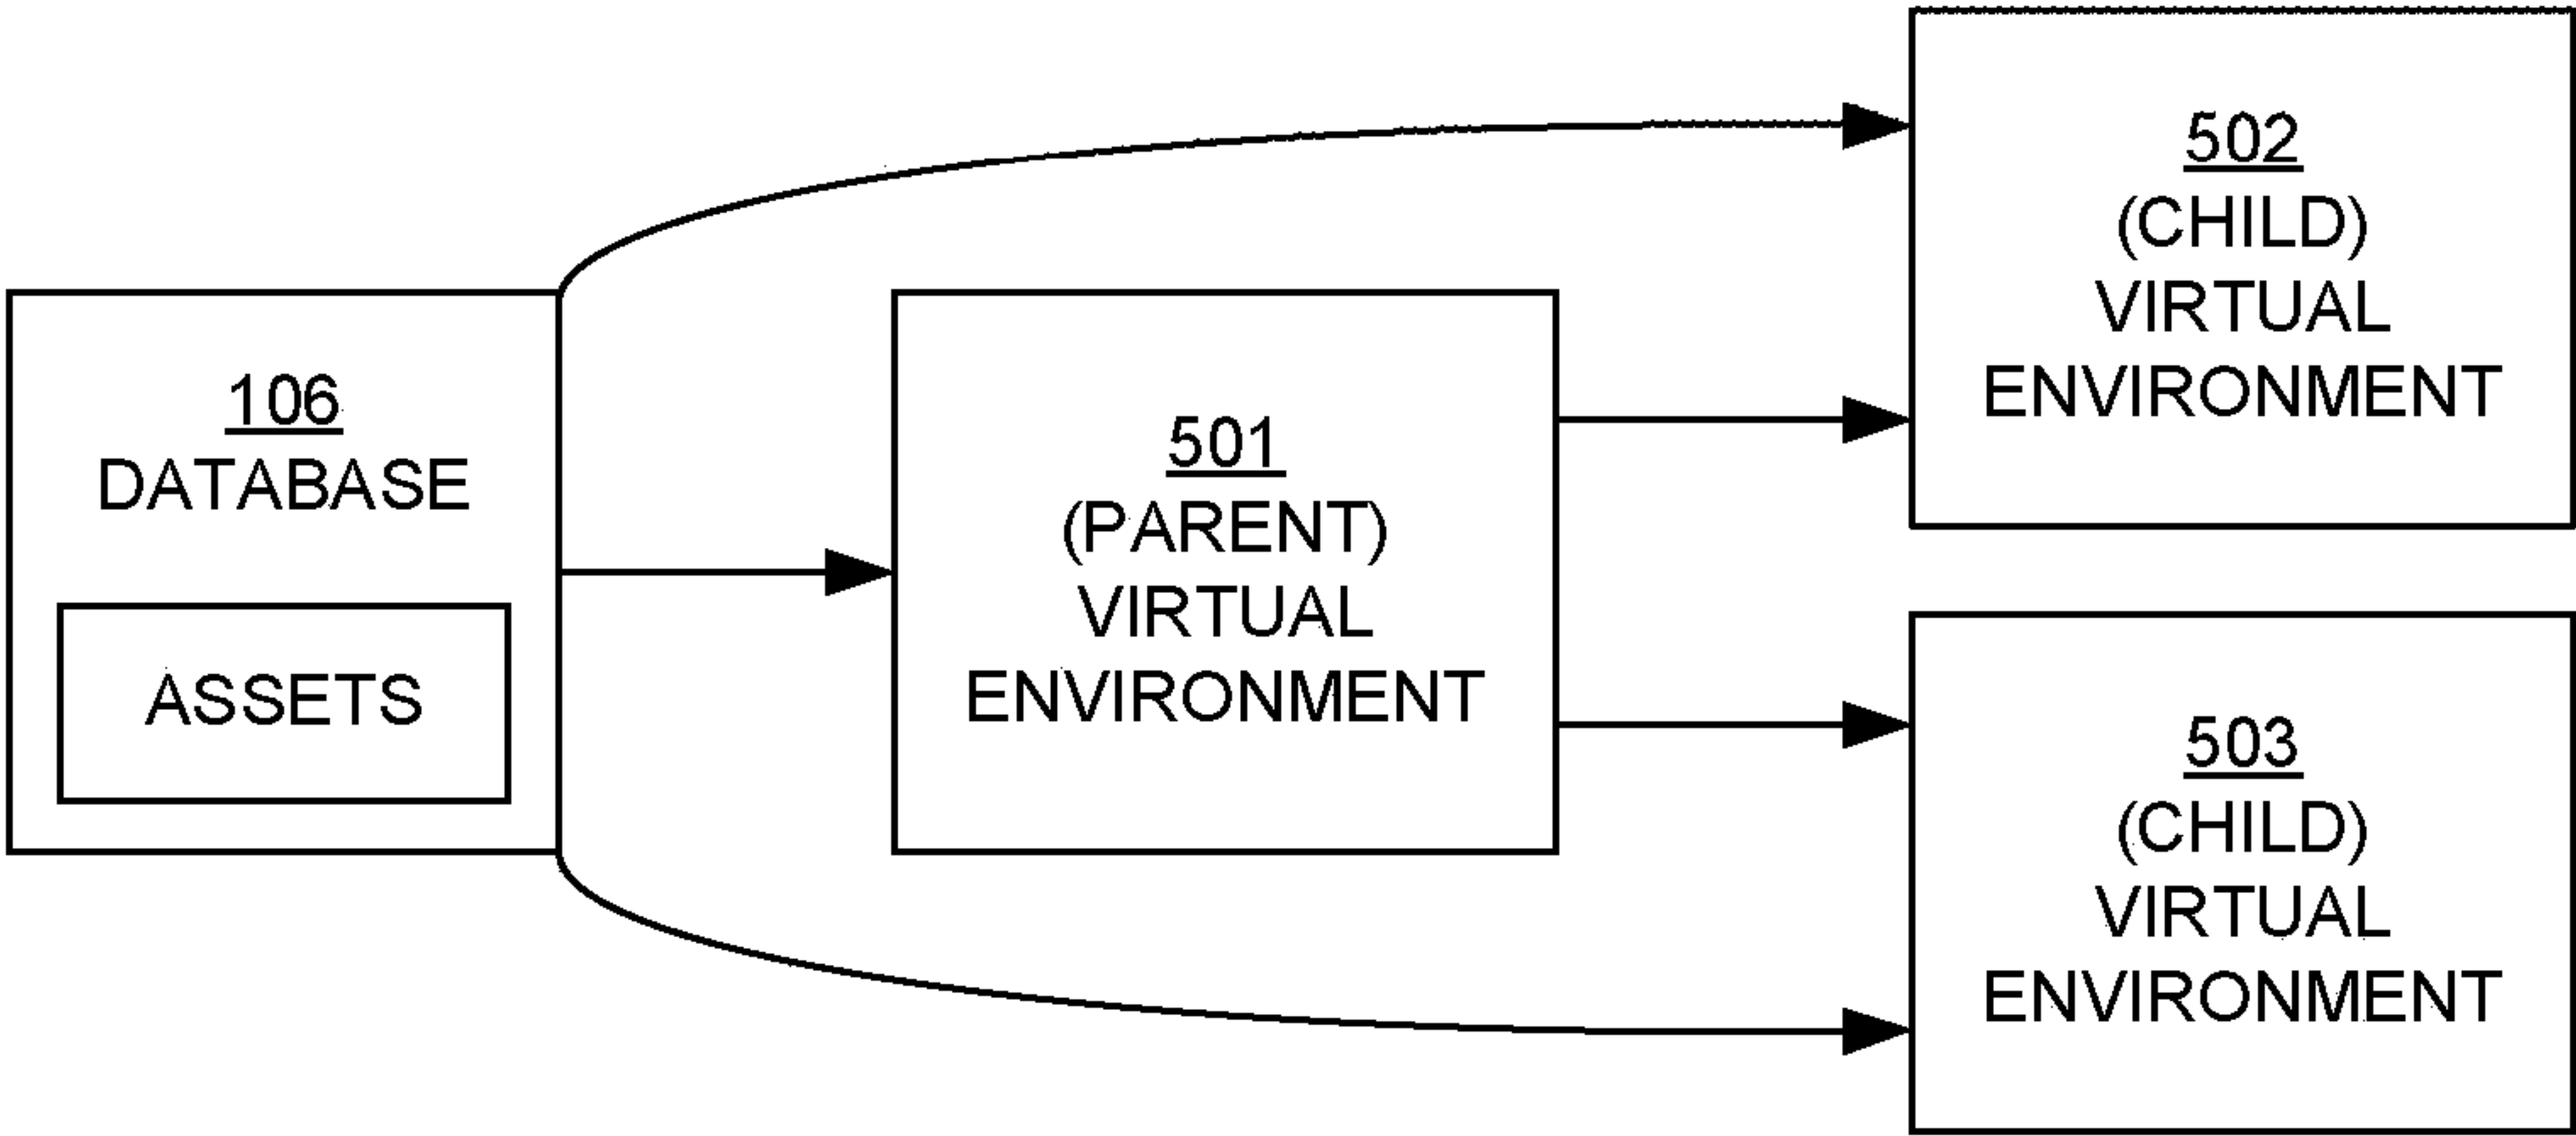 106
DATABASE
ASSETS
501
(PARENT)
VIRTUAL
ENVIRONMENT
502
(CHILD)
VIRTUAL
ENVIRONMENT
503
(CHILD)
VIRTUAL
ENVIRONMENT